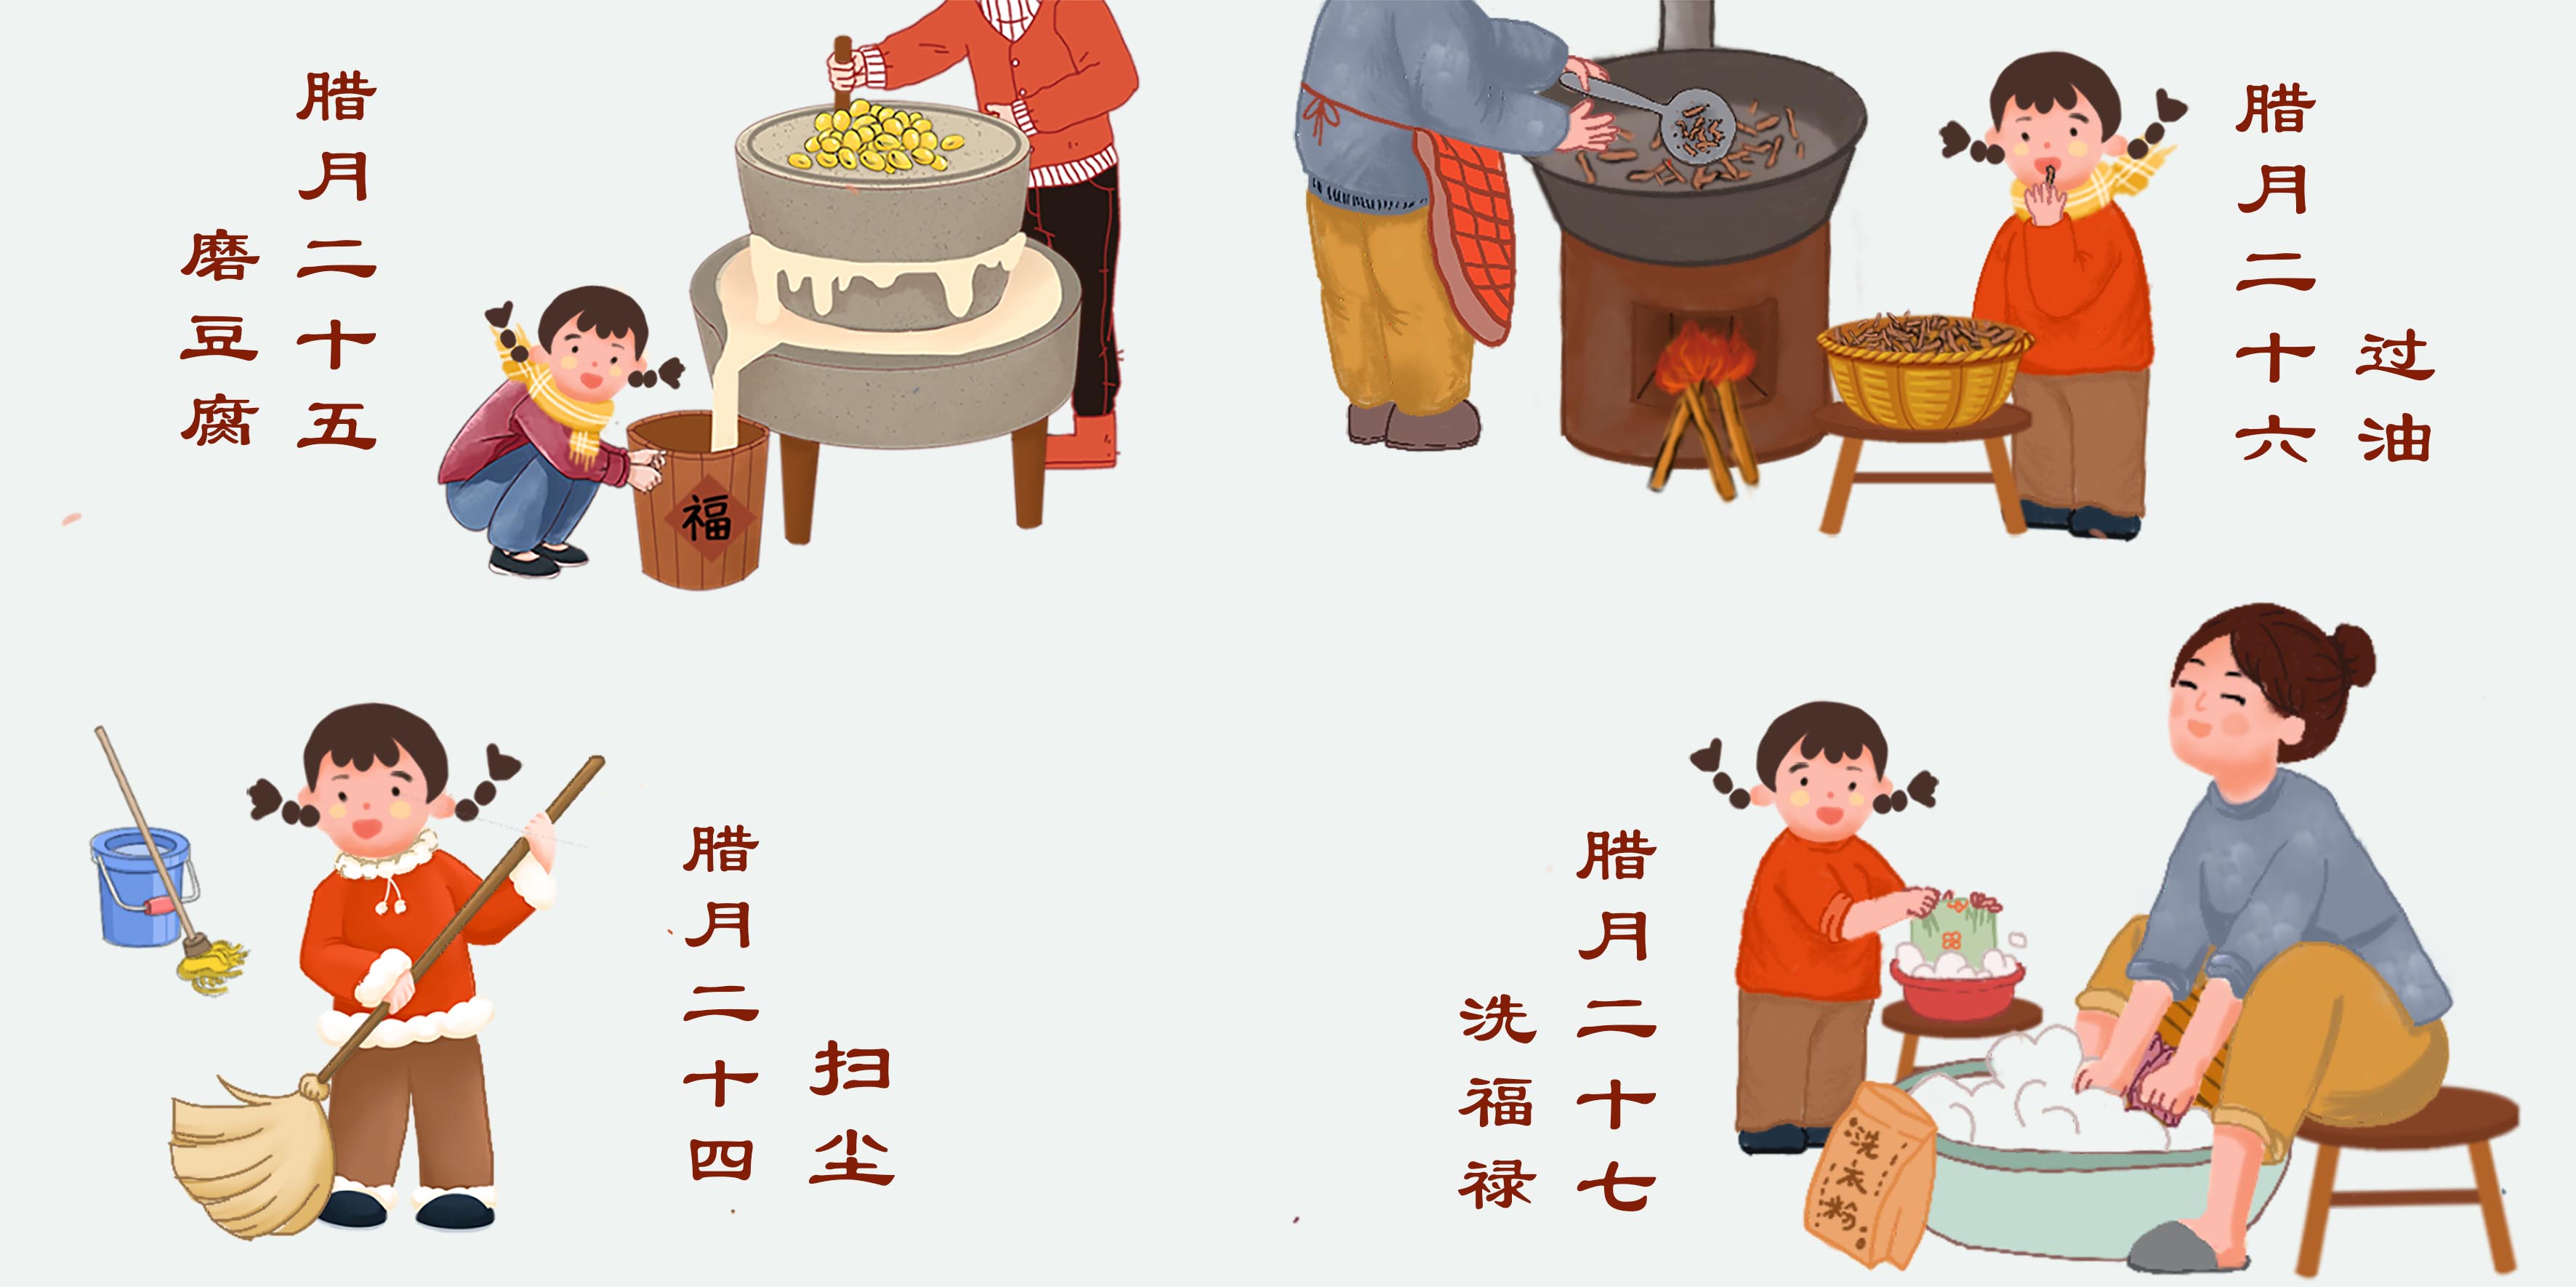 腊月二十五
磨豆腐
福
腊月二十六
过油
腊月二十四
扫尘
腊月二十七
洗福禄
洗衣粉